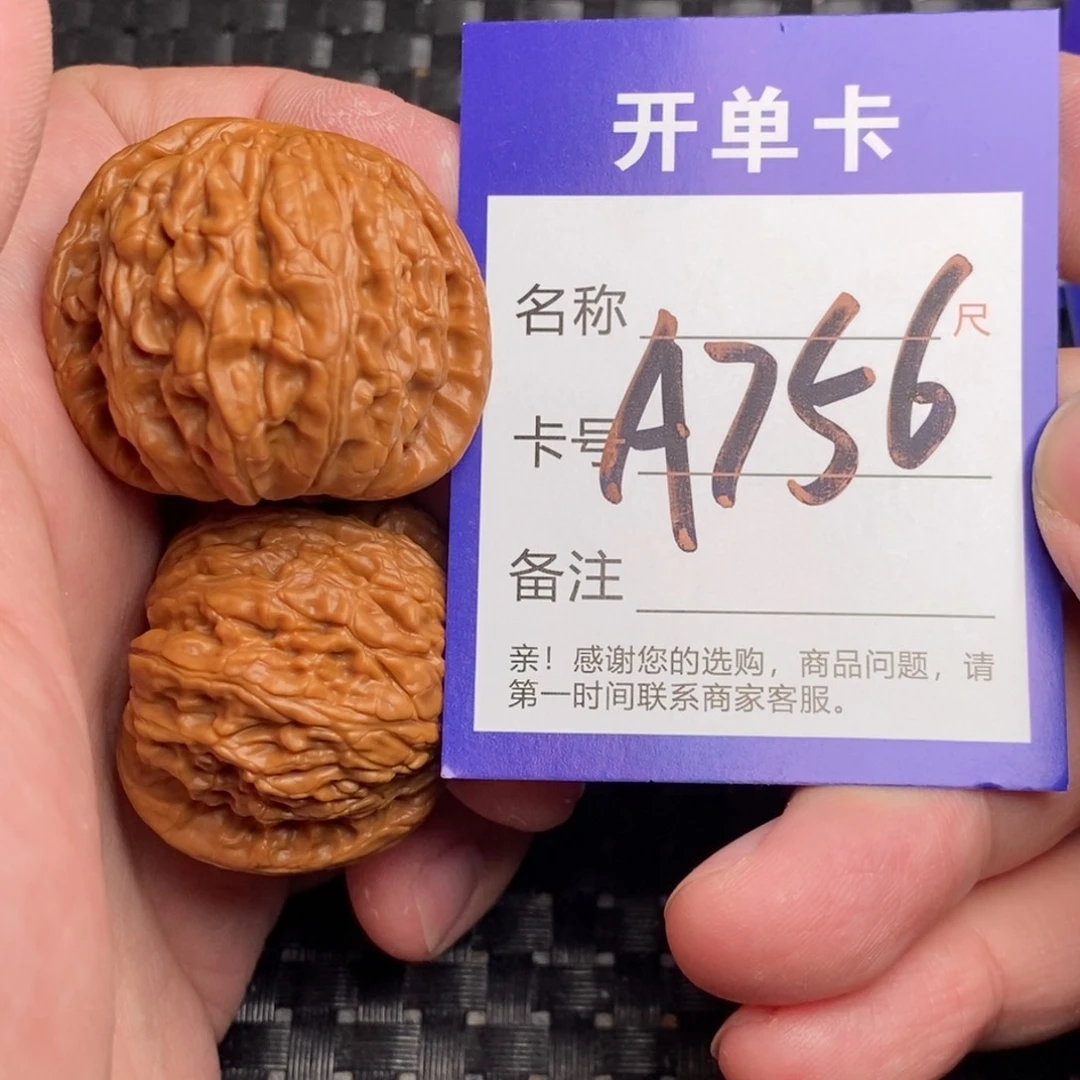 开单卡
名称 尺
A756
卡号
备注
亲！感谢您的选购，商品问题，请
第一时间联系商家客服。